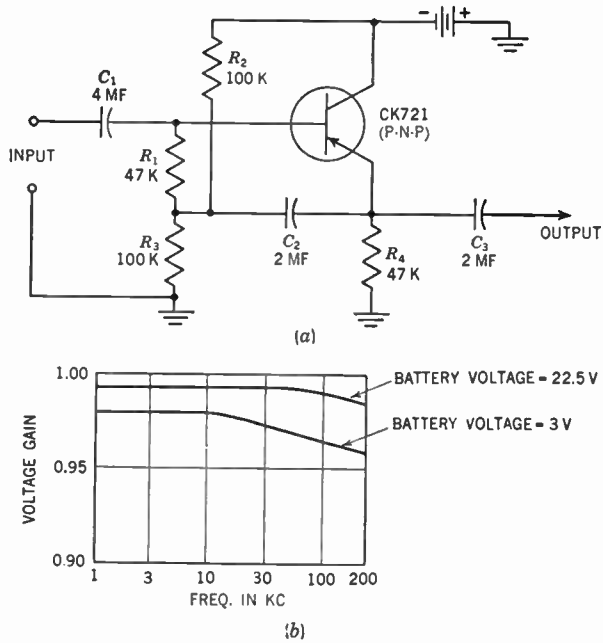 - +
R2
100 K
C1
4 MF
CK721
(P-N-P)
INPUT
R1
47 K
R3
100 K
C2
2 MF
R4
47 K
C3
2 MF
OUTPUT
(a)
VOLTAGE GAIN
1.00
0.95
0.90
BATTERY VOLTAGE = 22.5 V
BATTERY VOLTAGE = 3 V
1 3 10 30 100 200
FREQ. IN KC
(b)